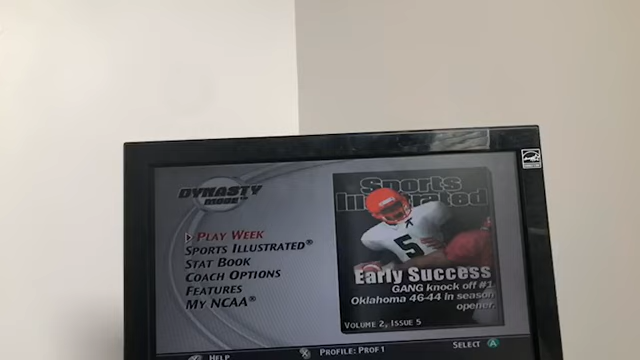 DYNASTY
MODE™
PLAY WEEK
SPORTS ILLUSTRATED®
STAT BOOK
COACH OPTIONS
FEATURES
MY NCAA®
Sports
Illustrated
5
Early Success
GANG knock off #1
Oklahoma 46-44 in season
opener.
VOLUME 2, ISSUE 5
HELP
PROFILE: PROF1
SELECT A